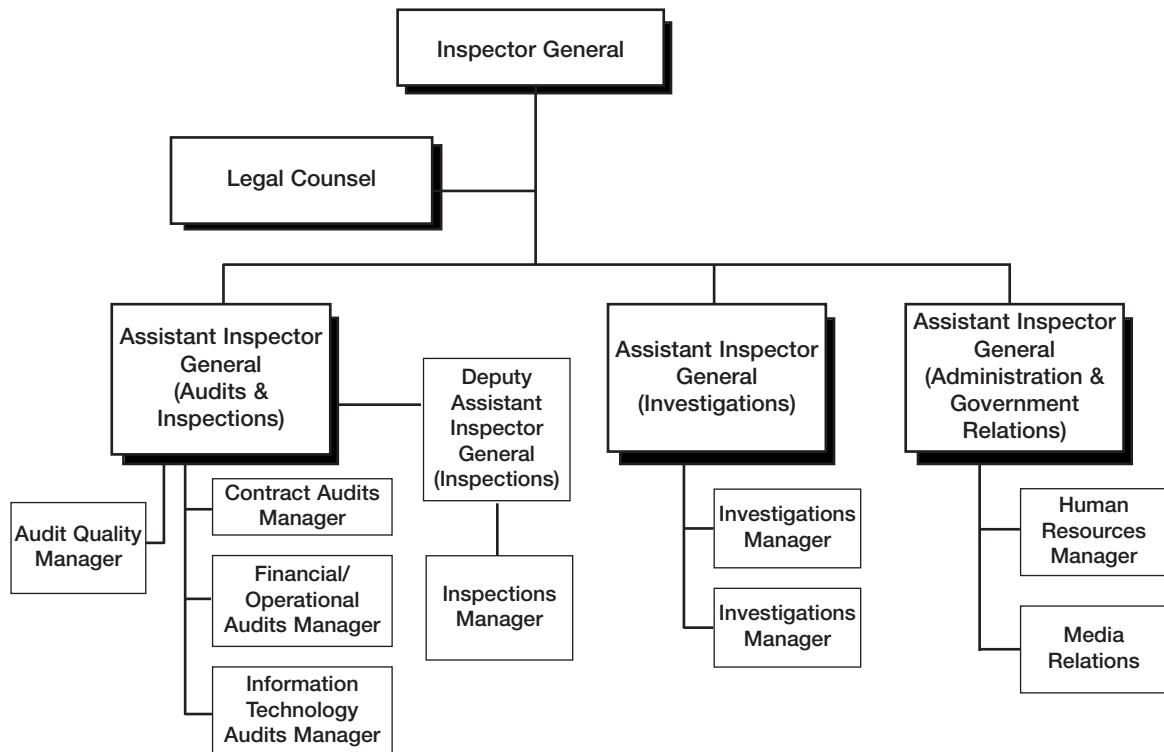 Inspector General
Legal Counsel
Assistant Inspector
General
(Audits &
Inspections)
Deputy
Assistant
Inspector
General
(Inspections)
Assistant Inspector
General
(Investigations)
Assistant Inspector
General
(Administration &
Government
Relations)
Audit Quality
Manager
Contract Audits
Manager
Financial/
Operational
Audits Manager
Information
Technology
Audits Manager
Inspections
Manager
Investigations
Manager
Investigations
Manager
Human
Resources
Manager
Media
Relations